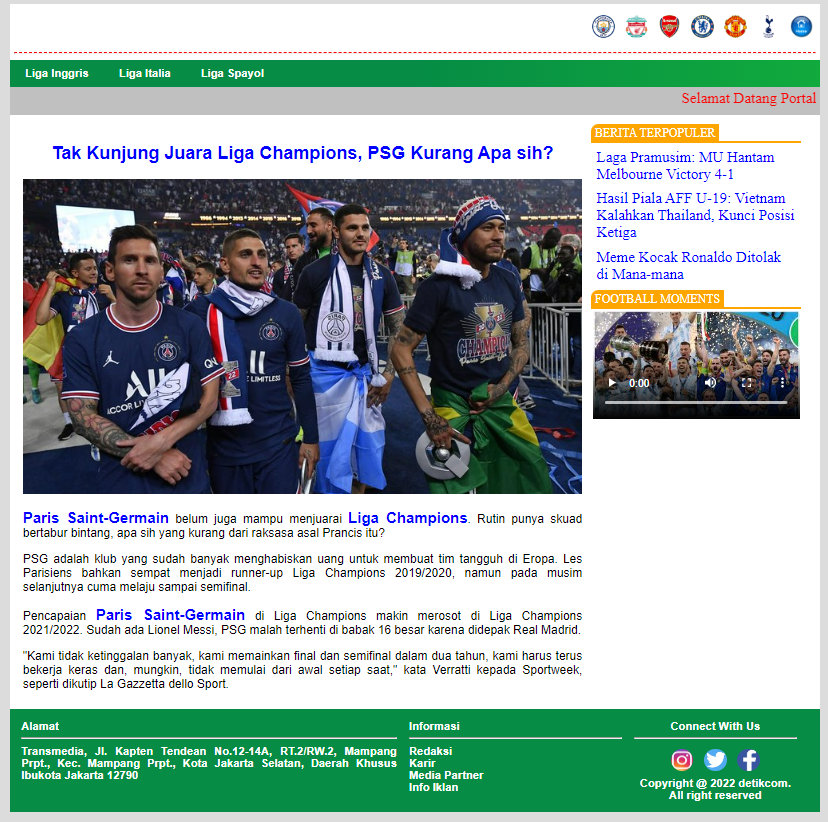 Liga Inggris Liga Italia Liga Spayol
Selamat Datang Portal
Tak Kunjung Juara Liga Champions, PSG Kurang Apa sih?
Paris Saint-Germain belum juga mampu menjuarai Liga Champions. Rutin punya skuad
bertabur bintang, apa sih yang kurang dari raksasa asal Prancis itu?
PSG adalah klub yang sudah banyak menghabiskan uang untuk membuat tim tangguh di Eropa. Les
Parisiens bahkan sempat menjadi runner-up Liga Champions 2019/2020, namun pada musim
selanjutnya cuma melaju sampai semifinal.
Pencapaian Paris Saint-Germain di Liga Champions makin merosot di Liga Champions
2021/2022. Sudah ada Lionel Messi, PSG malah terhenti di babak 16 besar karena didepak Real Madrid.
"Kami tidak ketinggalan banyak, kami memainkan final dan semifinal dalam dua tahun, kami harus terus
bekerja keras dan, mungkin, tidak memulai dari awal setiap saat," kata Verratti kepada Sportweek,
seperti dikutip La Gazzetta dello Sport.
BERITA TERPOPULER
Laga Pramusim: MU Hantam
Melbourne Victory 4-1
Hasil Piala AFF U-19: Vietnam
Kalahkan Thailand, Kunci Posisi
Ketiga
Meme Kocak Ronaldo Ditolak
di Mana-mana
FOOTBALL MOMENTS
0:00
Alamat
Transmedia, Jl. Kapten Tendean No.12-14A, RT.2/RW.2, Mampang
Prpt., Kec. Mampang Prpt., Kota Jakarta Selatan, Daerah Khusus
Ibukota Jakarta 12790
Informasi
Redaksi
Karir
Media Partner
Info Iklan
Connect With Us
Copyright @ 2022 detikcom.
All right reserved